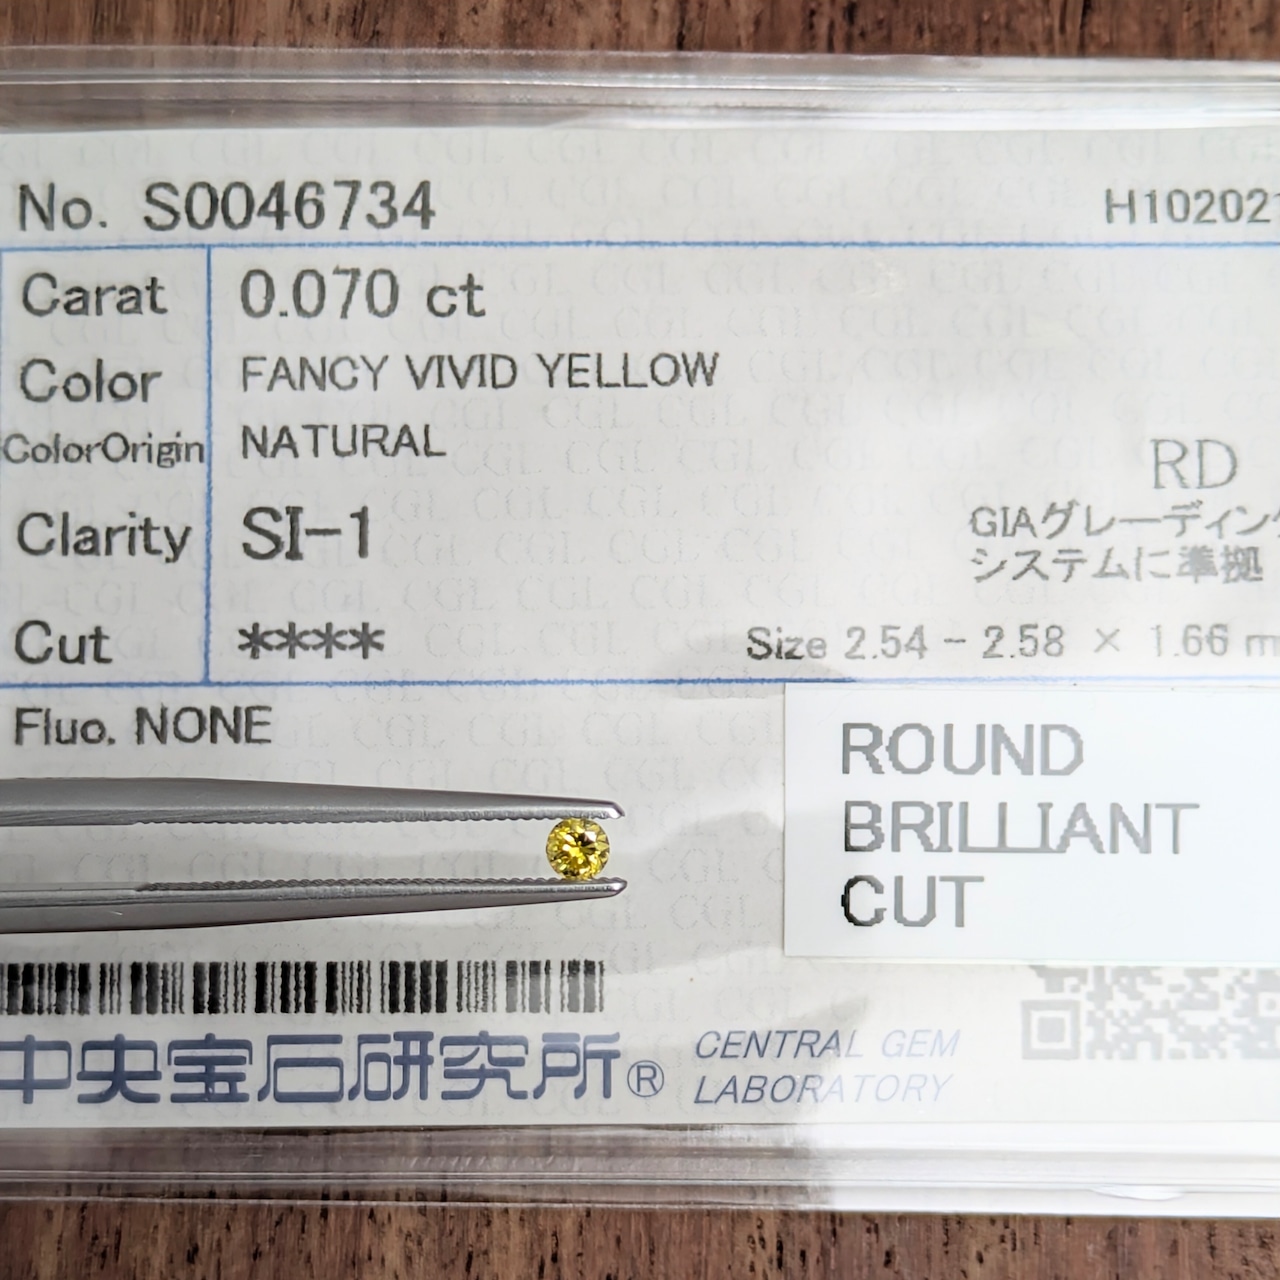 No. S0046734
H102021
Carat 0.070 ct
Color FANCY VIVID YELLOW
ColorOrigin NATURAL
RD
Clarity SI-1
GIAグレーディング
システムに準拠
Cut ****
Size 2.54 - 2.58 × 1.66 m
Fluo. NONE
ROUND
BRILLIANT
CUT
中央宝石研究所®
CENTRAL GEM
LABORATORY